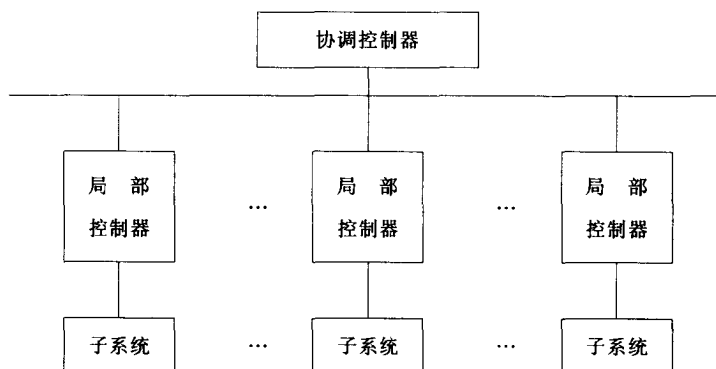 协调控制器
局 部 局 部 局 部
… …
控制器 控制器 控制器
子系统 … 子系统 … 子系统